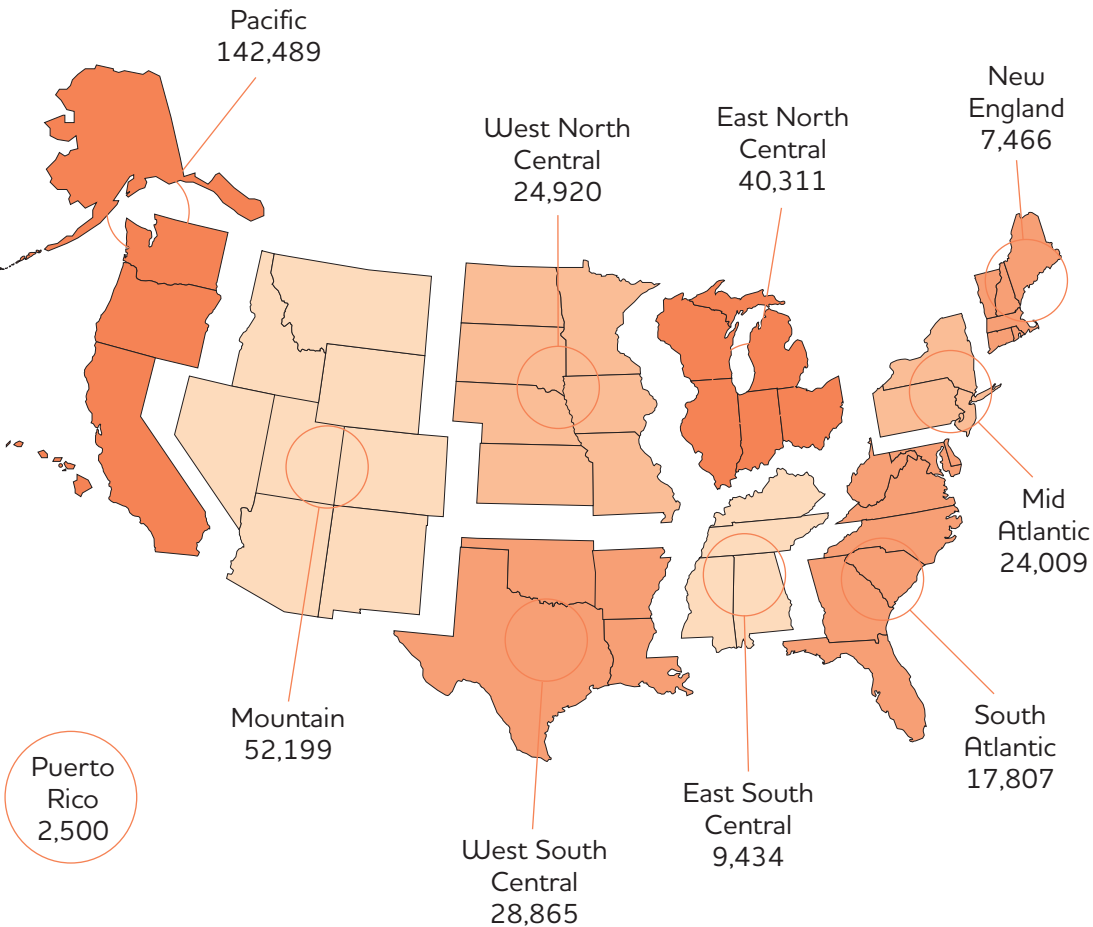 Pacific
142,489
New
England
7,466
East North
Central
40,311
West North
Central
24,920
Mid
Atlantic
24,009
South
Atlantic
17,807
Mountain
52,199
Puerto
Rico
2,500
East South
Central
9,434
West South
Central
28,865